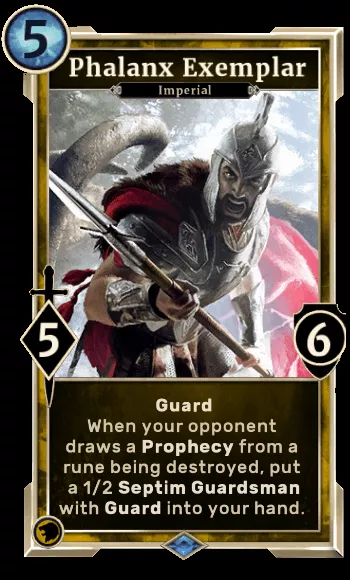 5
Phalanx Exemplar
Imperial
5
6
Guard
When your opponent
draws a Prophecy from a
rune being destroyed, put
a 1/2 Septim Guardsman
with Guard into your hand.